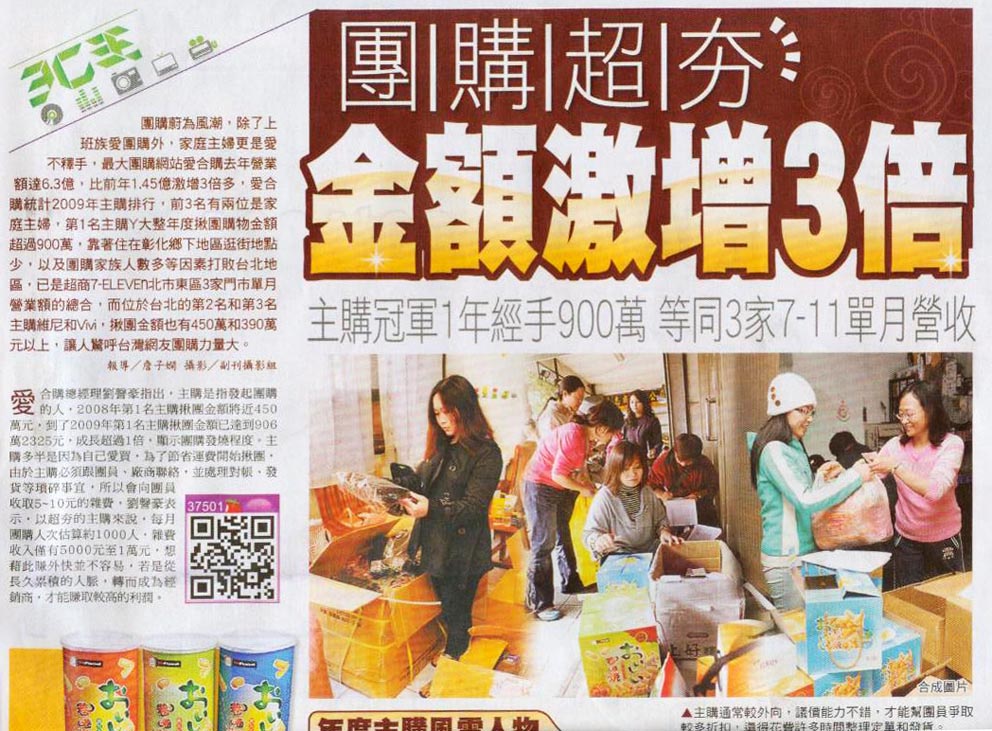 3C王
團購超夯
金額激增3倍
主購冠軍1年經手900萬 等同3家7-11單月營收
團購蔚為風潮，除了上
班族愛團購外，家庭主婦更是愛
不釋手，最大團購網站愛合購去年營業
額達6.3億，比前年1.45億激增3倍多，愛合
購統計2009年主購排行，前3名有兩位是家
庭主婦，第1名主購Y大整年度揪團購物金額
超過900萬，靠著住在彰化鄉下地區逛街地點
少，以及團購家族人數多等因素打敗台北地
區，已是超商7-ELEVEN北市東區3家門市單月
營業額的總合，而位於台北的第2名和第3名
主購維尼和Vivi，揪團金額也有450萬和390萬
元以上，讓人驚呼台灣網友團購力量大。
報導／詹子嫻 攝影／副刊攝影組
愛合購總經理劉謦豪指出，主購是指發起團購
的人，2008年第1名主購揪團金額將近450
萬元，到了2009年第1名主購揪團金額已達到906
萬2325元，成長超過1倍，顯示團購發燒程度。主
購多半是因為自己愛買，為了節省運費開始揪團，
由於主購必須跟團員、廠商聯絡，並處理對帳、發
貨等瑣碎事宜，所以會向團員
收取5~10元的雜費，劉謦豪表
示，以超夯的主購來說，每月
團購人次估算約1000人，雜費
收入僅有5000元至1萬元，想
藉此賺外快並不容易，若是從
長久累積的人脈，轉而成為經
銷商，才能賺取較高的利潤。
37501
合成圖片
▲主購通常較外向，議價能力不錯，才能幫團員爭取
較多折扣，還得花費許多時間整理定單和發貨。
年度主購風雲人物